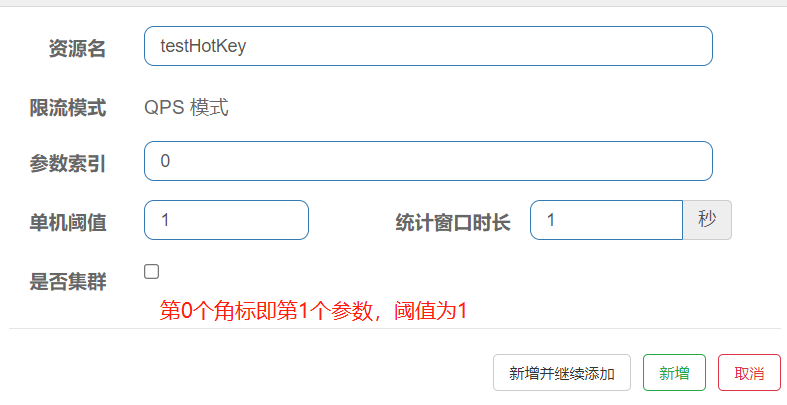 资源名 testHotKey
限流模式 QPS 模式
参数索引 0
单机阈值 1 统计窗口时长 1 秒
是否集群
第0个角标即第1个参数，阈值为1
新增并继续添加 新增 取消